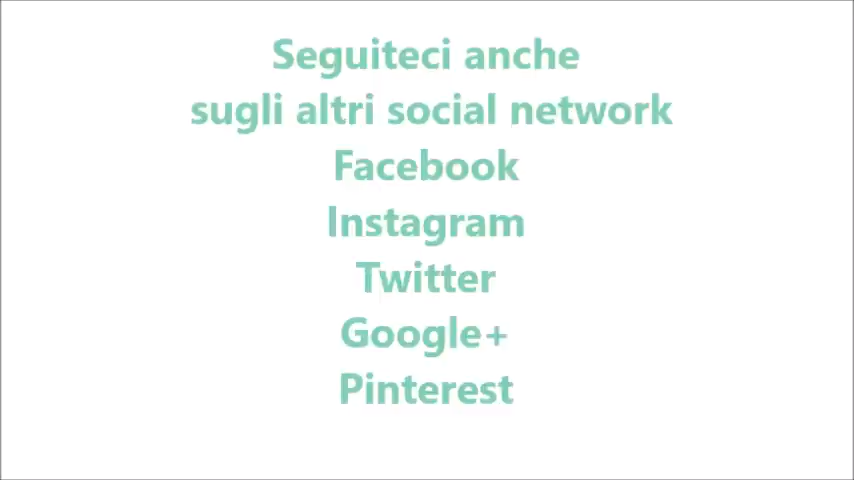 Seguiteci anche
sugli altri social network
Facebook
Instagram
Twitter
Google+
Pinterest